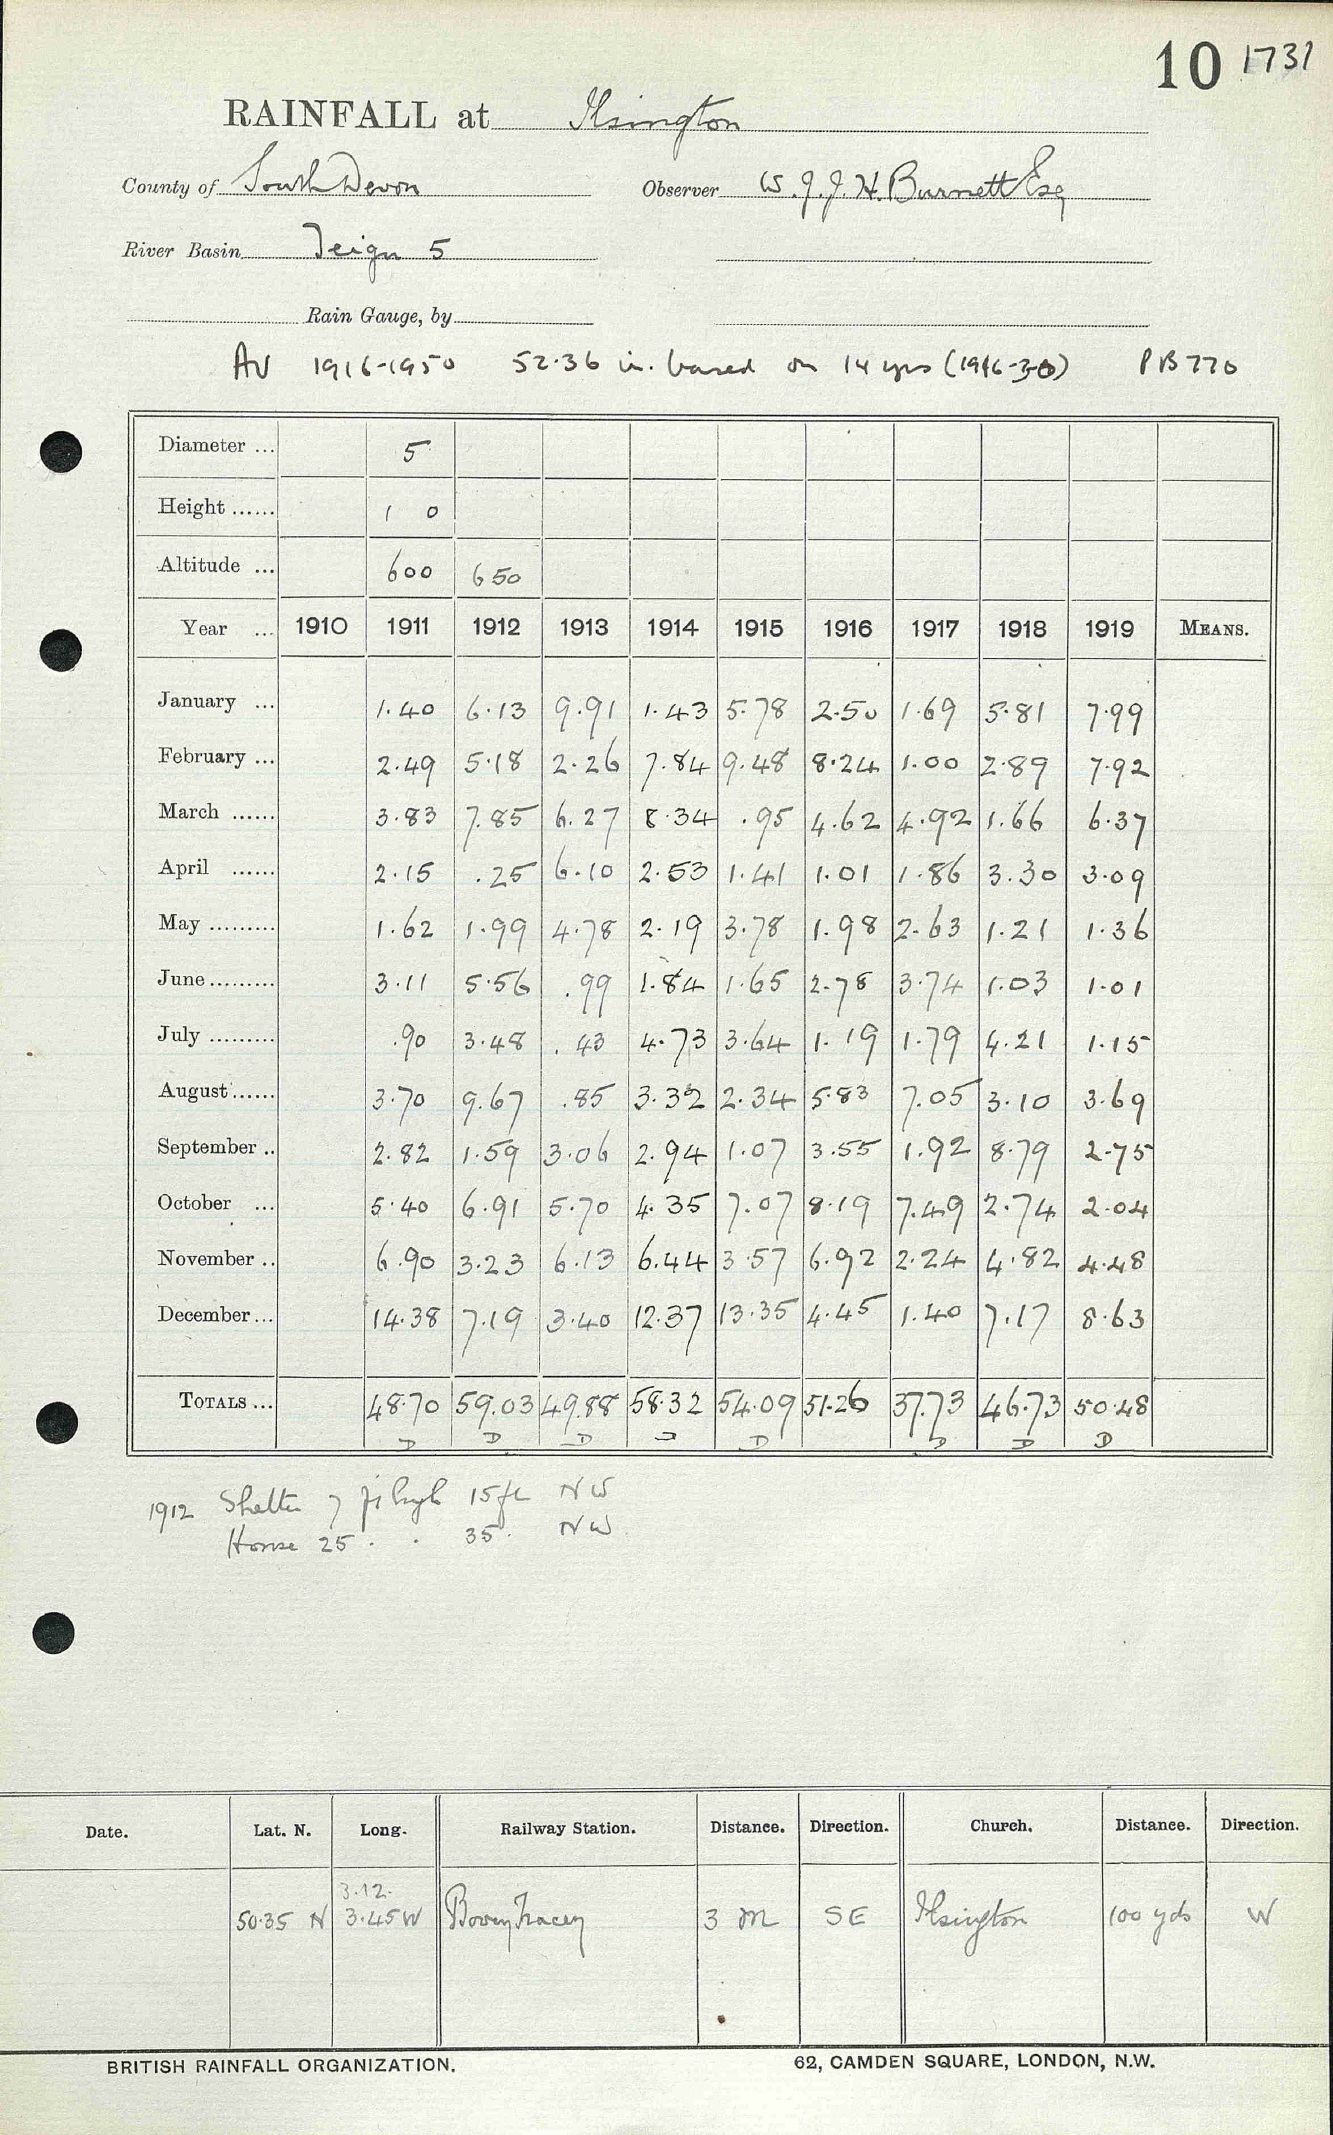 10 1731
RAINFALL at Ilsington
County of South Devon Observer W. J. J. H. Burnett Esq
River Basin Teign 5
Rain Gauge, by
Av 1916-1950 52.36 in. based on 14 yrs (1916-30) PB 770
Diameter ... 5
Height ...... 1 0
Altitude ... 600 650
Year ... 1910 1911 1912 1913 1914 1915 1916 1917 1918 1919 MEANS.
January ... 1.40 6.13 9.91 1.43 5.78 2.50 1.69 5.81 7.99
February ... 2.49 5.18 2.26 7.84 9.48 8.24 1.00 2.89 7.92
March ...... 3.83 7.85 6.27 8.34 .95 4.62 4.92 1.66 6.37
April ...... 2.15 .25 6.10 2.53 1.41 1.01 1.86 3.30 3.09
May ......... 1.62 1.99 4.78 2.19 3.78 1.98 2.63 1.21 1.36
June ......... 3.11 5.56 .99 1.84 1.65 2.78 3.74 1.03 1.01
July ......... .90 3.48 .43 4.73 3.64 1.19 1.79 4.21 1.15
August ...... 3.70 9.67 .85 3.32 2.34 5.83 7.05 3.10 3.69
September .. 2.82 1.59 3.06 2.94 1.07 3.55 1.92 8.79 2.75
October ... 5.40 6.91 5.70 4.35 7.07 8.19 7.49 2.74 2.04
November .. 6.90 3.23 6.13 6.44 3.57 6.92 2.24 4.82 4.48
December ... 14.38 7.19 3.40 12.37 13.35 4.45 1.40 7.17 8.63
TOTALS ... 48.70 59.03 49.88 58.32 54.09 51.26 37.73 46.73 50.48
D D D D D D D D
1912 Shelter 7 ft high 15 ft NW
House 25 . . 35 . NW
Date. Lat. N. Long. Railway Station. Distance. Direction. Church. Distance. Direction.
3.12.
50.35 N 3.45 W Bovey Tracey 3 M SE Ilsington 100 yds W
BRITISH RAINFALL ORGANIZATION. 62, CAMDEN SQUARE, LONDON, N.W.